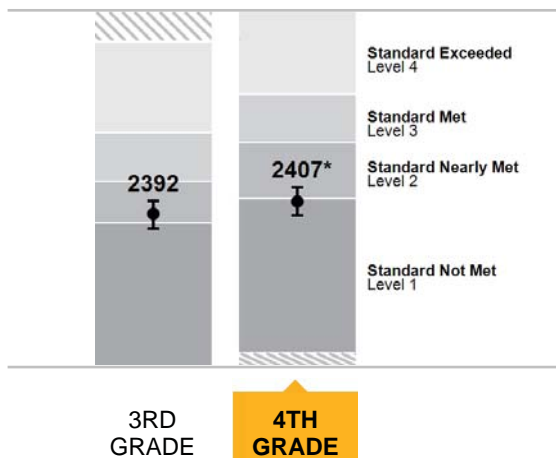 Standard Exceeded
Level 4
Standard Met
Level 3
2392
2407*
Standard Nearly Met
Level 2
Standard Not Met
Level 1
3RD
GRADE
4TH
GRADE